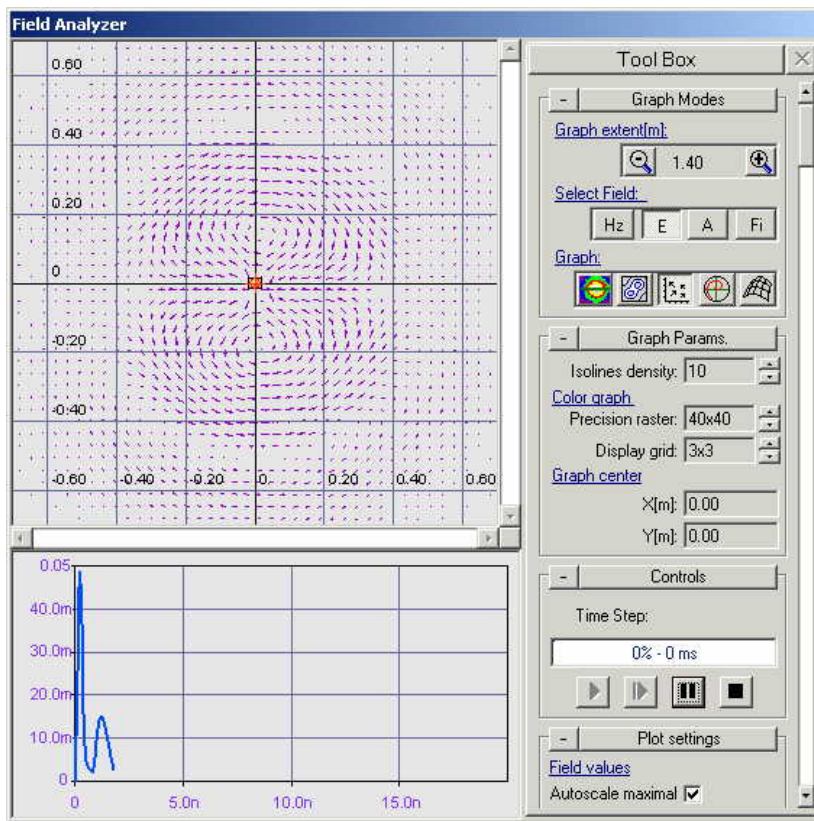 Field Analyzer
0.60
0.40
0.20
0
-0.20
-0.40
-0.60 -0.40 -0.20 0. 0.20 0.40 0.60
0.05
40.0m
30.0m
20.0m
10.0m
0
0 5.0n 10.0n 15.0n
Tool Box
- Graph Modes
Graph extent[m]:
1.40
Select Field:
Hz E A Fi
Graph:
- Graph Params.
Isolines density: 10
Color graph
Precision raster: 40x40
Display grid: 3x3
Graph center
X[m]: 0.00
Y[m]: 0.00
- Controls
Time Step:
0% - 0 ms
- Plot settings
Field values
Autoscale maximal